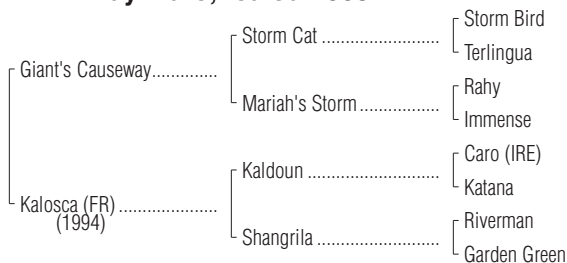 Storm Bird
Storm Cat
Terlingua
Giant's Causeway
Rahy
Mariah's Storm
Immense
Caro (IRE)
Kaldoun
Katana
Kalosca (FR)
(1994)
Riverman
Shangrila
Garden Green